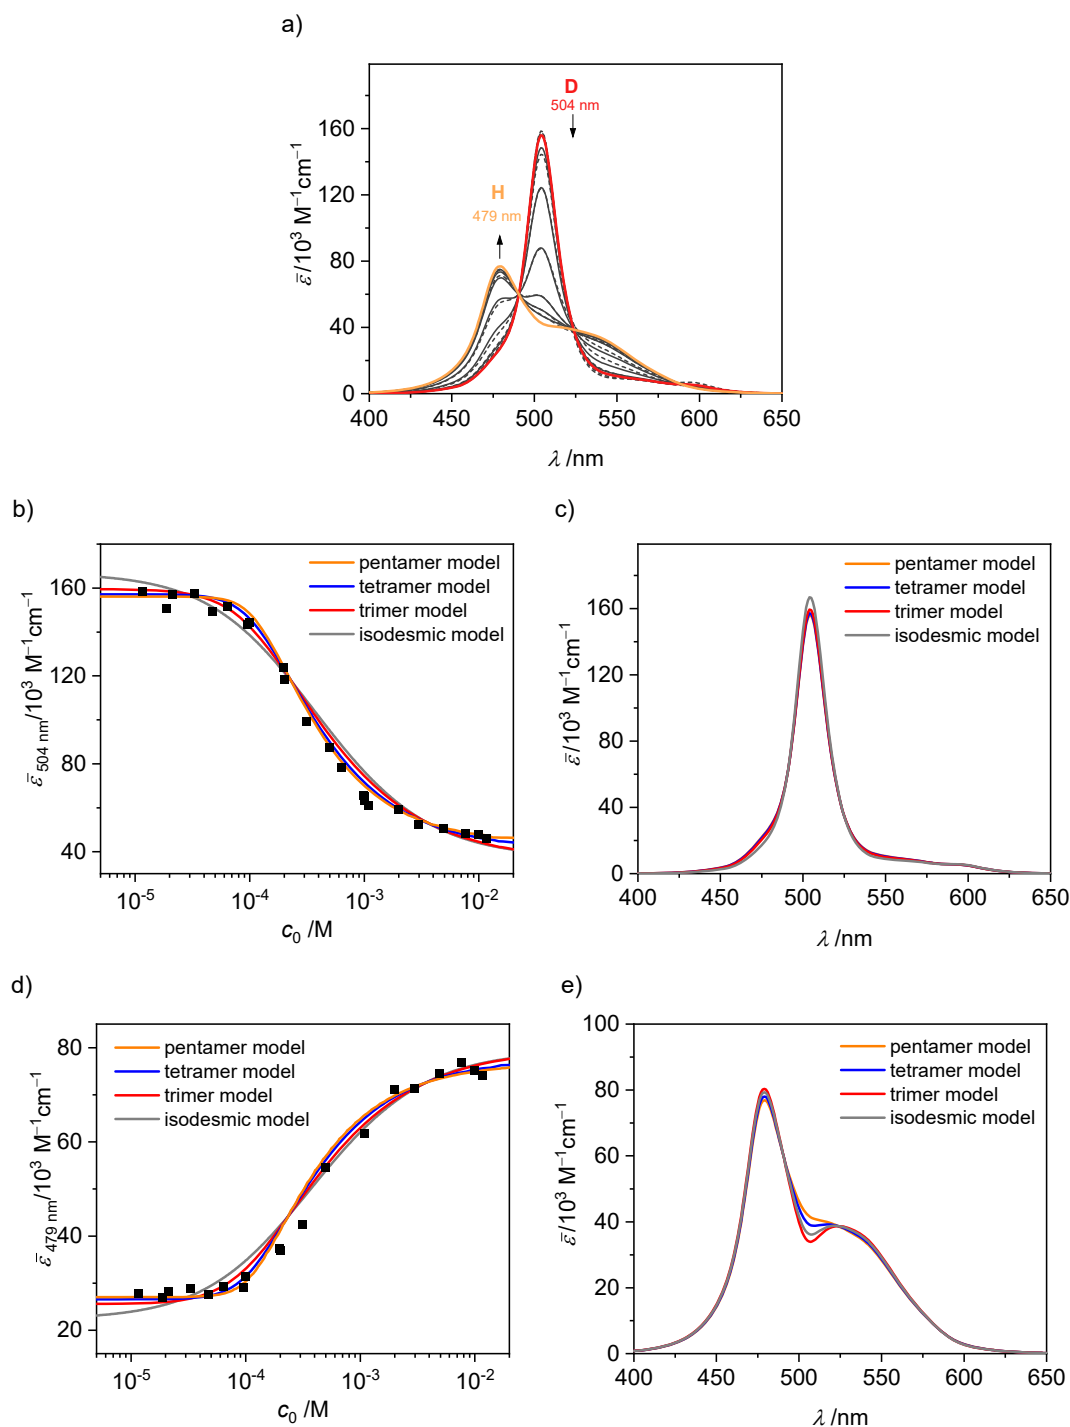 a)
D
504 nm
H
479 nm
ε̄/10³ M⁻¹cm⁻¹
160
120
80
40
0
400 450 500 550 600 650
λ /nm
b)
pentamer model
tetramer model
trimer model
isodesmic model
ε̄ 504 nm/10³ M⁻¹cm⁻¹
160
120
80
40
10⁻⁵ 10⁻⁴ 10⁻³ 10⁻²
c₀ /M
c)
pentamer model
tetramer model
trimer model
isodesmic model
ε̄/10³ M⁻¹cm⁻¹
160
120
80
40
0
400 450 500 550 600 650
λ /nm
d)
pentamer model
tetramer model
trimer model
isodesmic model
ε̄ 479 nm/10³ M⁻¹cm⁻¹
80
60
40
20
10⁻⁵ 10⁻⁴ 10⁻³ 10⁻²
c₀ /M
e)
pentamer model
tetramer model
trimer model
isodesmic model
ε̄/10³ M⁻¹cm⁻¹
100
80
60
40
20
0
400 450 500 550 600 650
λ /nm